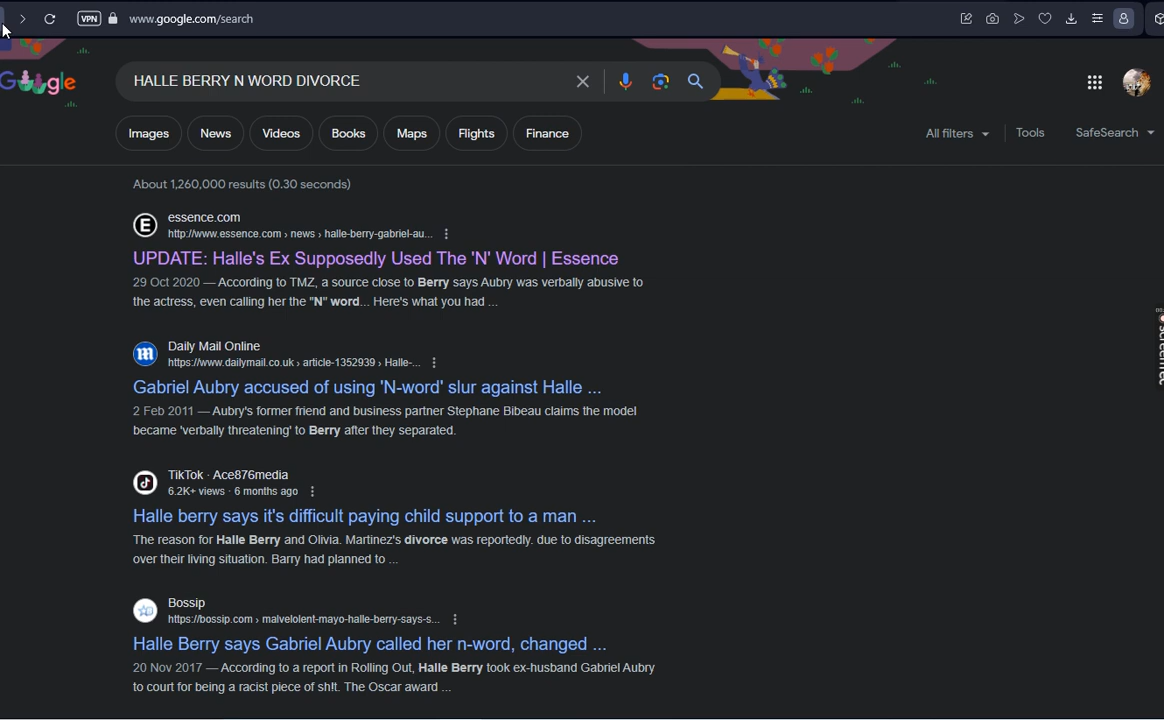 VPN www.google.com/search
Google HALLE BERRY N WORD DIVORCE
Images News Videos Books Maps Flights Finance All filters Tools SafeSearch
About 1,260,000 results (0.30 seconds)
essence.com
http://www.essence.com › news › halle-berry-gabriel-au...
UPDATE: Halle's Ex Supposedly Used The 'N' Word | Essence
29 Oct 2020 — According to TMZ, a source close to Berry says Aubry was verbally abusive to
the actress, even calling her the "N" word... Here's what you had ...
Daily Mail Online
https://www.dailymail.co.uk › article-1352939 › Halle-...
Gabriel Aubry accused of using 'N-word' slur against Halle ...
2 Feb 2011 — Aubry's former friend and business partner Stephane Bibeau claims the model
became 'verbally threatening' to Berry after they separated.
TikTok · Ace876media
6.2K+ views · 6 months ago
Halle berry says it's difficult paying child support to a man ...
The reason for Halle Berry and Olivia. Martinez's divorce was reportedly. due to disagreements
over their living situation. Barry had planned to ...
Bossip
https://bossip.com › malvelolent-mayo-halle-berry-says-s...
Halle Berry says Gabriel Aubry called her n-word, changed ...
20 Nov 2017 — According to a report in Rolling Out, Halle Berry took ex-husband Gabriel Aubry
to court for being a racist piece of sh!t. The Oscar award ...